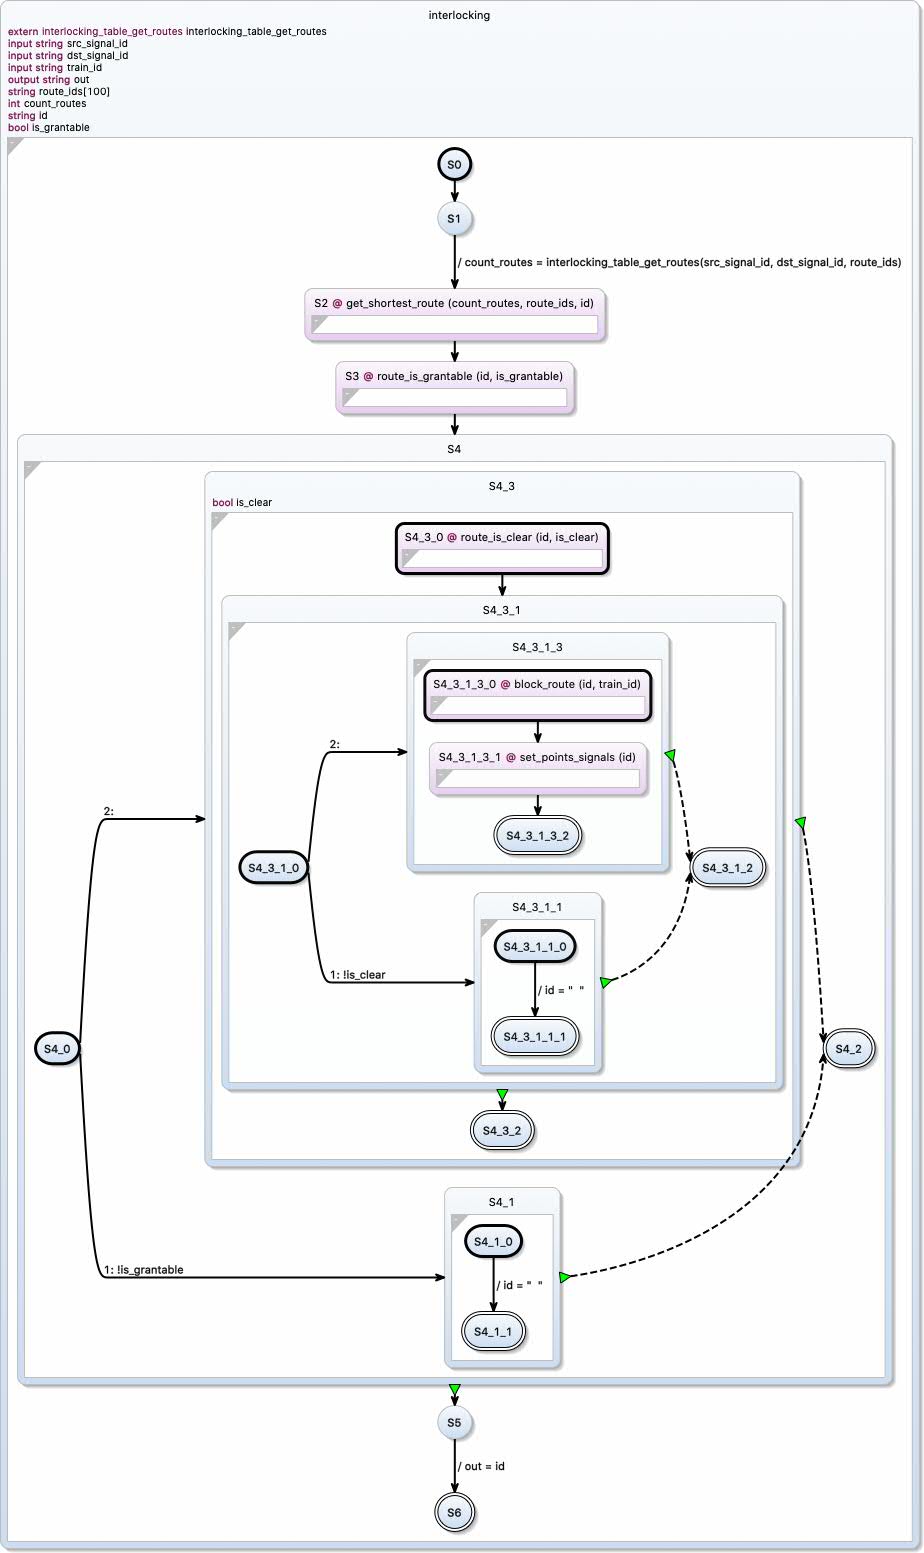 interlocking
extern interlocking_table_get_routes interlocking_table_get_routes
input string src_signal_id
input string dst_signal_id
input string train_id
output string out
string route_ids[100]
int count_routes
string id
bool is_grantable
S0
S1
/ count_routes = interlocking_table_get_routes(src_signal_id, dst_signal_id, route_ids)
S2 @ get_shortest_route (count_routes, route_ids, id)
S3 @ route_is_grantable (id, is_grantable)
S4
S4_3
bool is_clear
S4_3_0 @ route_is_clear (id, is_clear)
S4_3_1
S4_3_1_3
S4_3_1_3_0 @ block_route (id, train_id)
2:
S4_3_1_3_1 @ set_points_signals (id)
2:
S4_3_1_3_2
S4_3_1_0
S4_3_1_2
S4_3_1_1
S4_3_1_1_0
1: !is_clear
/ id = "  "
S4_3_1_1_1
S4_0
S4_2
S4_3_2
S4_1
S4_1_0
1: !is_grantable
/ id = "  "
S4_1_1
S5
/ out = id
S6